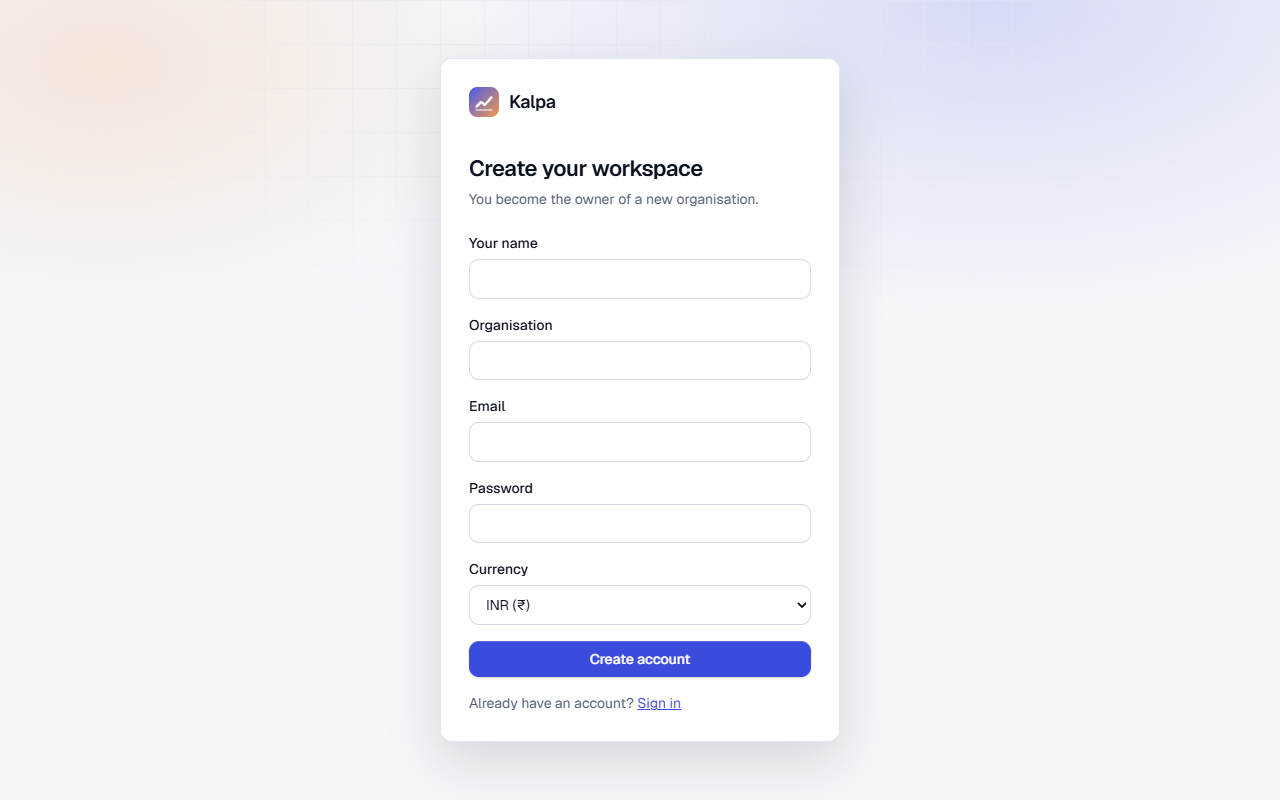 Kalpa
Create your workspace
You become the owner of a new organisation.
Your name
Organisation
Email
Password
Currency
INR (₹)
Create account
Already have an account? Sign in